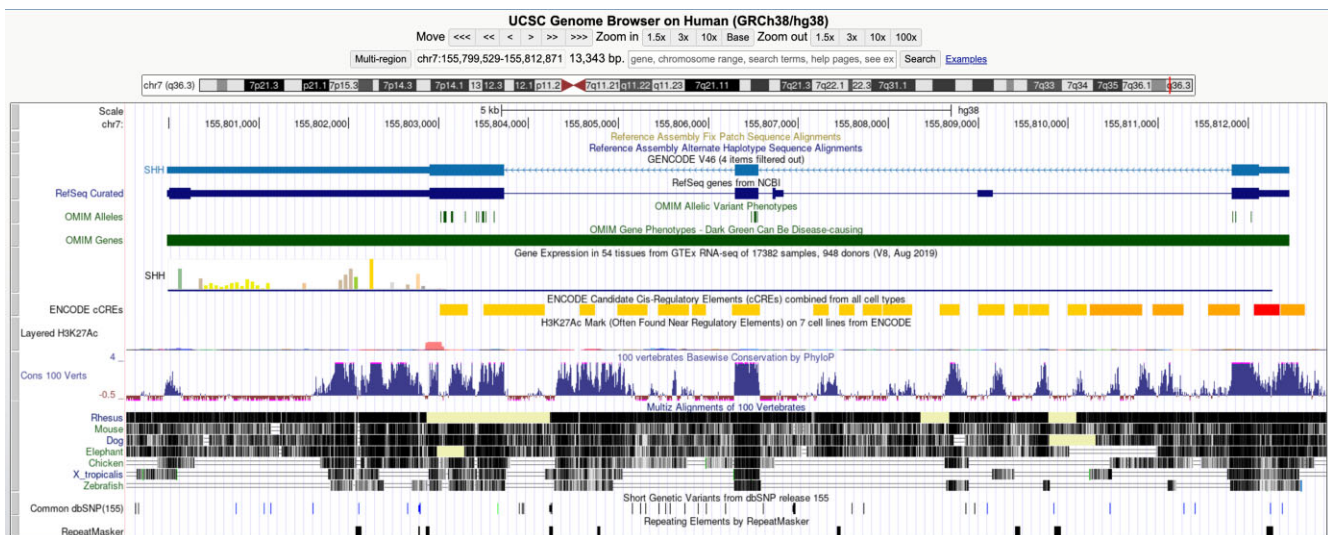 UCSC Genome Browser on Human (GRCh38/hg38)
Move <<< << < > >> >>> Zoom in 1.5x 3x 10x Base Zoom out 1.5x 3x 10x 100x
Multi-region chr7:155,799,529-155,812,871 13,343 bp. gene, chromosome range, search terms, help pages, see ex Search Examples
chr7 (q36.3) 7p21.3 p21.1 7p15.3 7p14.3 7p14.1 13 12.3 12.1 p11.2 7q11.21 q11.22 q11.23 7q21.11 7q21.3 7q22.1 22.3 7q31.1 7q33 7q34 7q35 7q36.1 q36.3
Scale 5 kb hg38
chr7: 155,801,000 155,802,000 155,803,000 155,804,000 155,805,000 155,806,000 155,807,000 155,808,000 155,809,000 155,810,000 155,811,000 155,812,000
Reference Assembly Fix Patch Sequence Alignments
Reference Assembly Alternate Haplotype Sequence Alignments
GENCODE V46 (4 items filtered out)
SHH
RefSeq genes from NCBI
RefSeq Curated
OMIM Allelic Variant Phenotypes
OMIM Alleles
OMIM Gene Phenotypes - Dark Green Can Be Disease-causing
OMIM Genes
Gene Expression in 54 tissues from GTEx RNA-seq of 17382 samples, 948 donors (V8, Aug 2019)
SHH
ENCODE Candidate Cis-Regulatory Elements (cCREs) combined from all cell types
ENCODE cCREs
H3K27Ac Mark (Often Found Near Regulatory Elements) on 7 cell lines from ENCODE
Layered H3K27Ac
100 vertebrates Basewise Conservation by PhyloP
4 _
Cons 100 Verts
-0.5 _
Multiz Alignments of 100 Vertebrates
Rhesus
Mouse
Dog
Elephant
Chicken
X_tropicalis
Zebrafish
Short Genetic Variants from dbSNP release 155
Common dbSNP(155)
Repeating Elements by RepeatMasker
RepeatMasker